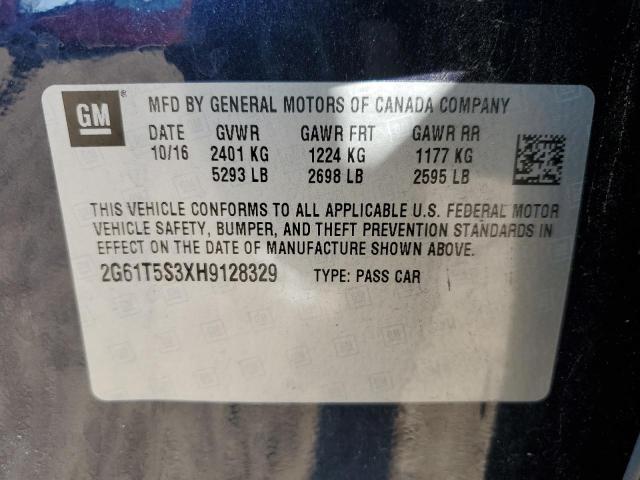 GM ®
MFD BY GENERAL MOTORS OF CANADA COMPANY
DATE GVWR GAWR FRT GAWR RR
10/16 2401 KG 1224 KG 1177 KG
5293 LB 2698 LB 2595 LB
THIS VEHICLE CONFORMS TO ALL APPLICABLE U.S. FEDERAL MOTOR
VEHICLE SAFETY, BUMPER, AND THEFT PREVENTION STANDARDS IN
EFFECT ON THE DATE OF MANUFACTURE SHOWN ABOVE.
2G61T5S3XH9128329 TYPE: PASS CAR